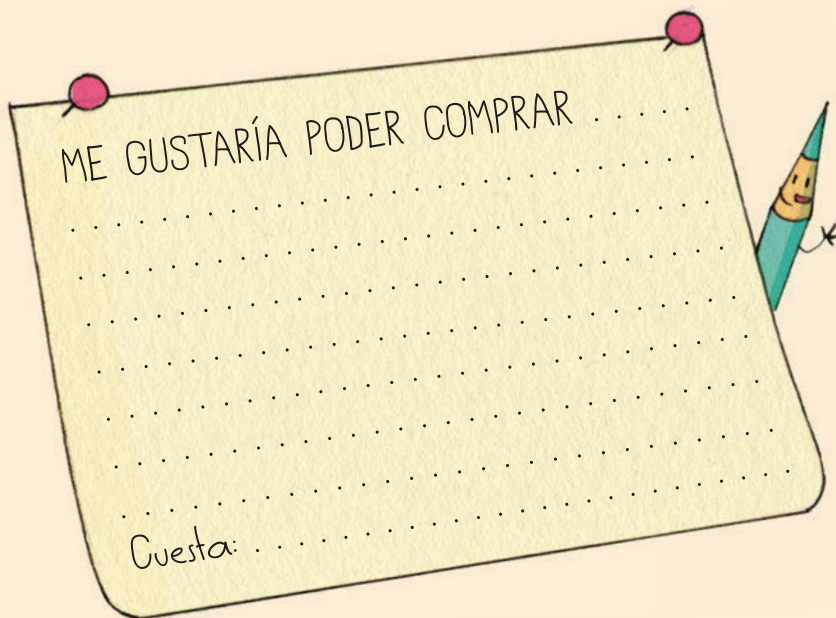 ME GUSTARÍA PODER COMPRAR . . . . .
Cuesta: . . . . . . . . . . . . . . . . . . . . . . . .